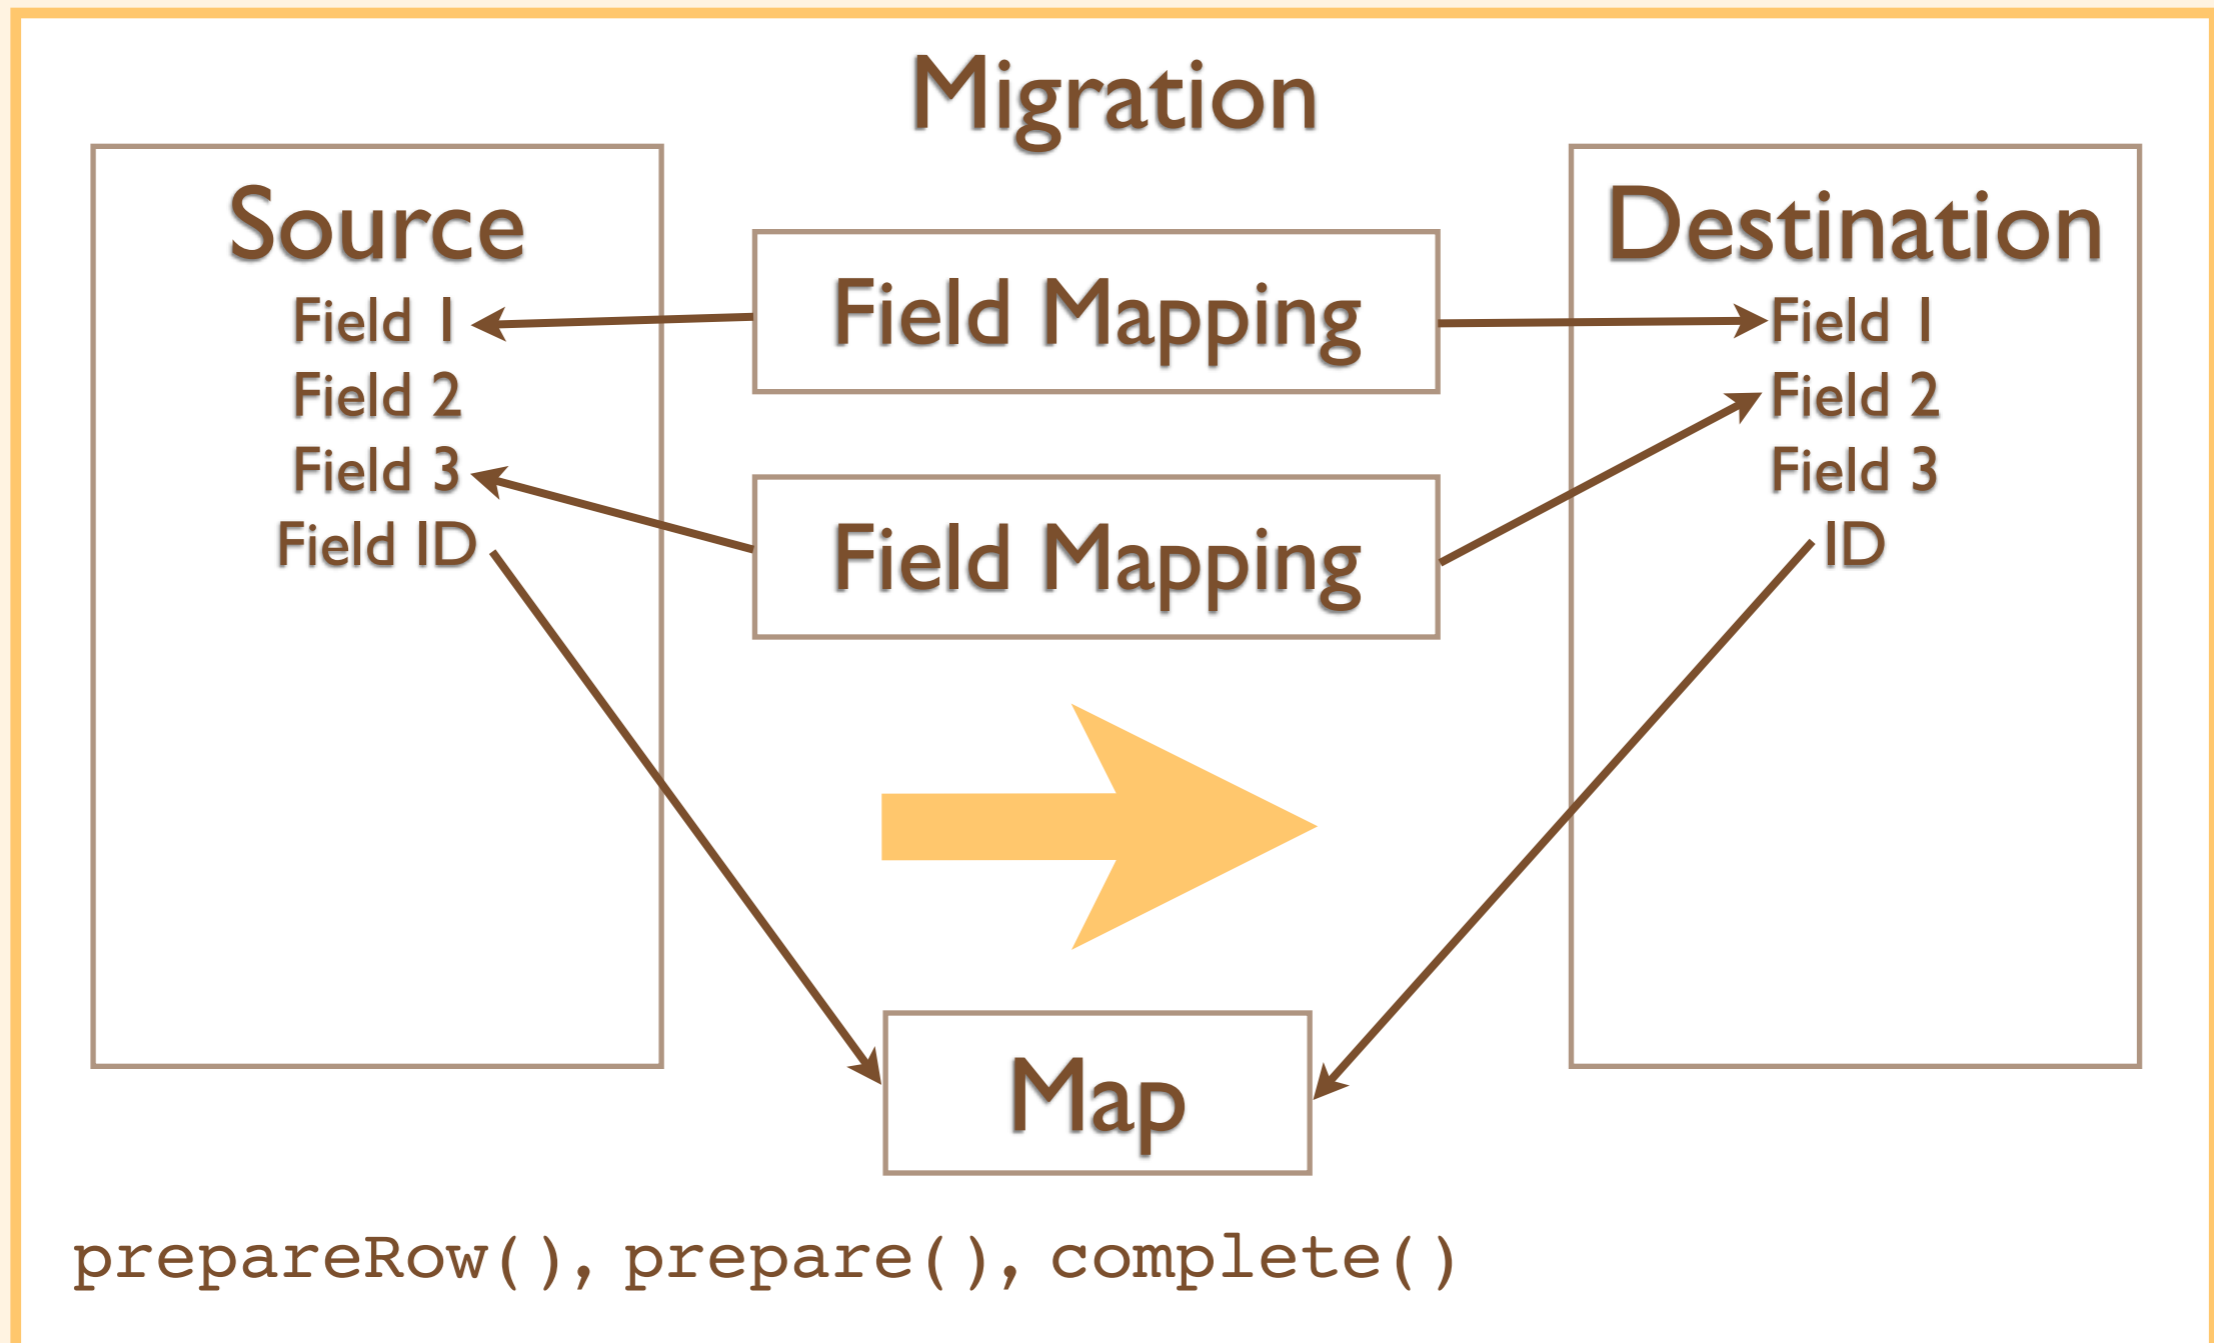 Migration
Source
Field 1
Field 2
Field 3
Field ID
Field Mapping
Field Mapping
Destination
Field 1
Field 2
Field 3
ID
Map
prepareRow(), prepare(), complete()